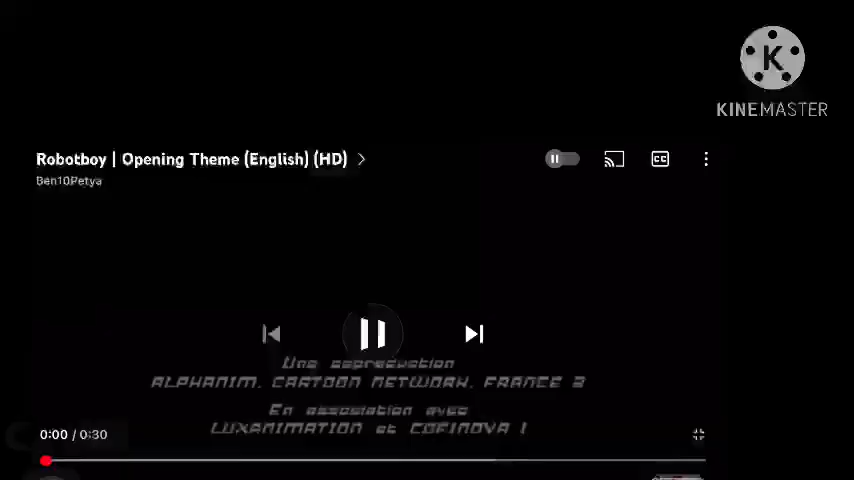 KINEMASTER
Robotboy | Opening Theme (English) (HD)
Ben10Petya
Une coproduction
ALPHANIM, CARTOON NETWORK, FRANCE 3
En association avec
LUXANIMATION et COFINOVA 1
0:00 / 0:30